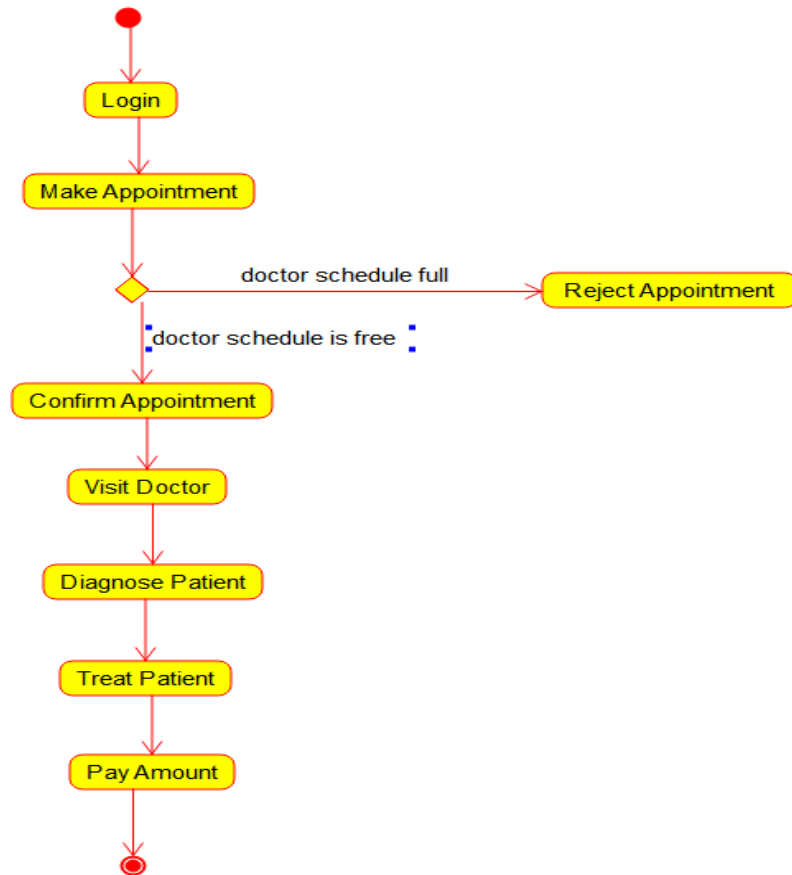 Login
Make Appointment
doctor schedule full
Reject Appointment
doctor schedule is free
Confirm Appointment
Visit Doctor
Diagnose Patient
Treat Patient
Pay Amount